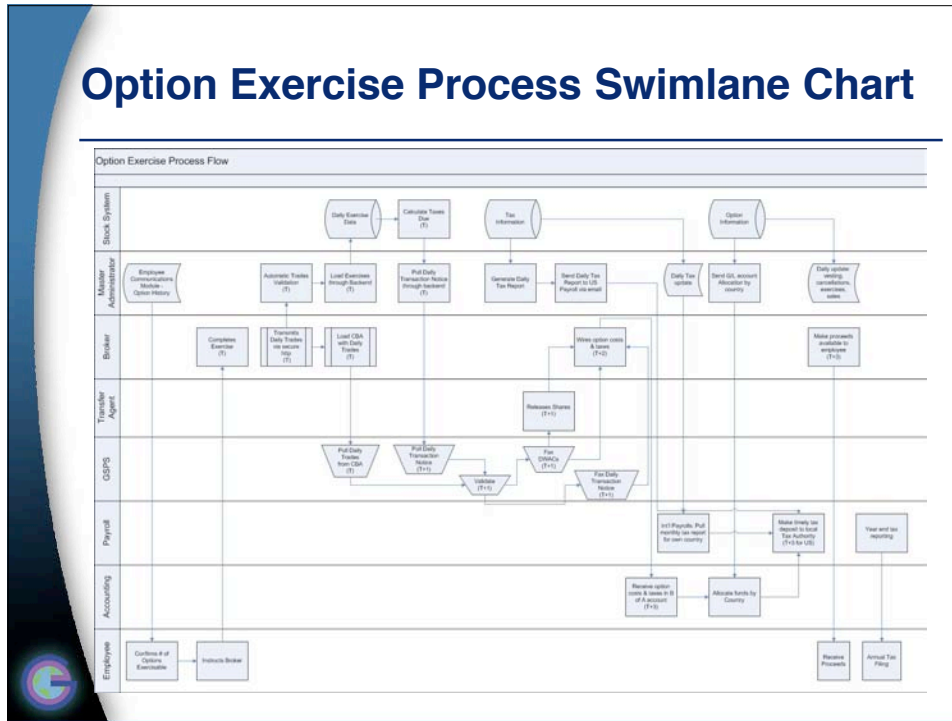 Option Exercise Process Swimlane Chart
Option Exercise Process Flow
Stock System
Daily Exercise
Data
Calculate Taxes
Due
(T)
Tax
Information
Option
Information
Master
Administrator
Employee
Communications
Module -
Option History
Automatic Trades
Validation
(T)
Load Exercises
through Backend
(T)
Poll Daily
Transaction Notice
through backend
(T)
Generate Daily
Tax Report
Send Daily Tax
Report to US
Payroll via email
Daily Tax
update
Send G/L account
Allocation by
country
Daily update
vesting,
cancellations,
exercises,
sales
Broker
Completes
Exercise
(T)
Transmits
Daily Trades
via secure
http
(T)
Load CBA
with Daily
Trades
(T)
Wires option costs
& taxes
(T+2)
Make proceeds
available to
employee
(T+3)
Transfer
Agent
Releases Shares
(T+1)
GSPS
Pull Daily
Trades
from CBA
(T)
Pull Daily
Transaction
Notice
(T+1)
Validate
(T+1)
Fax
DWACs
(T+1)
Fax Daily
Transaction
Notice
(T+1)
Payroll
Int'l Payrolls: Pull
monthly tax report
for own country
Make timely tax
deposit to local
Tax Authority
(T+3 for US)
Year end tax
reporting
Accounting
Receive option
costs & taxes in B
of A account
(T+3)
Allocate funds by
Country
Employee
Confirms # of
Options
Exercisable
Instructs Broker
Receive
Proceeds
Annual Tax
Filing